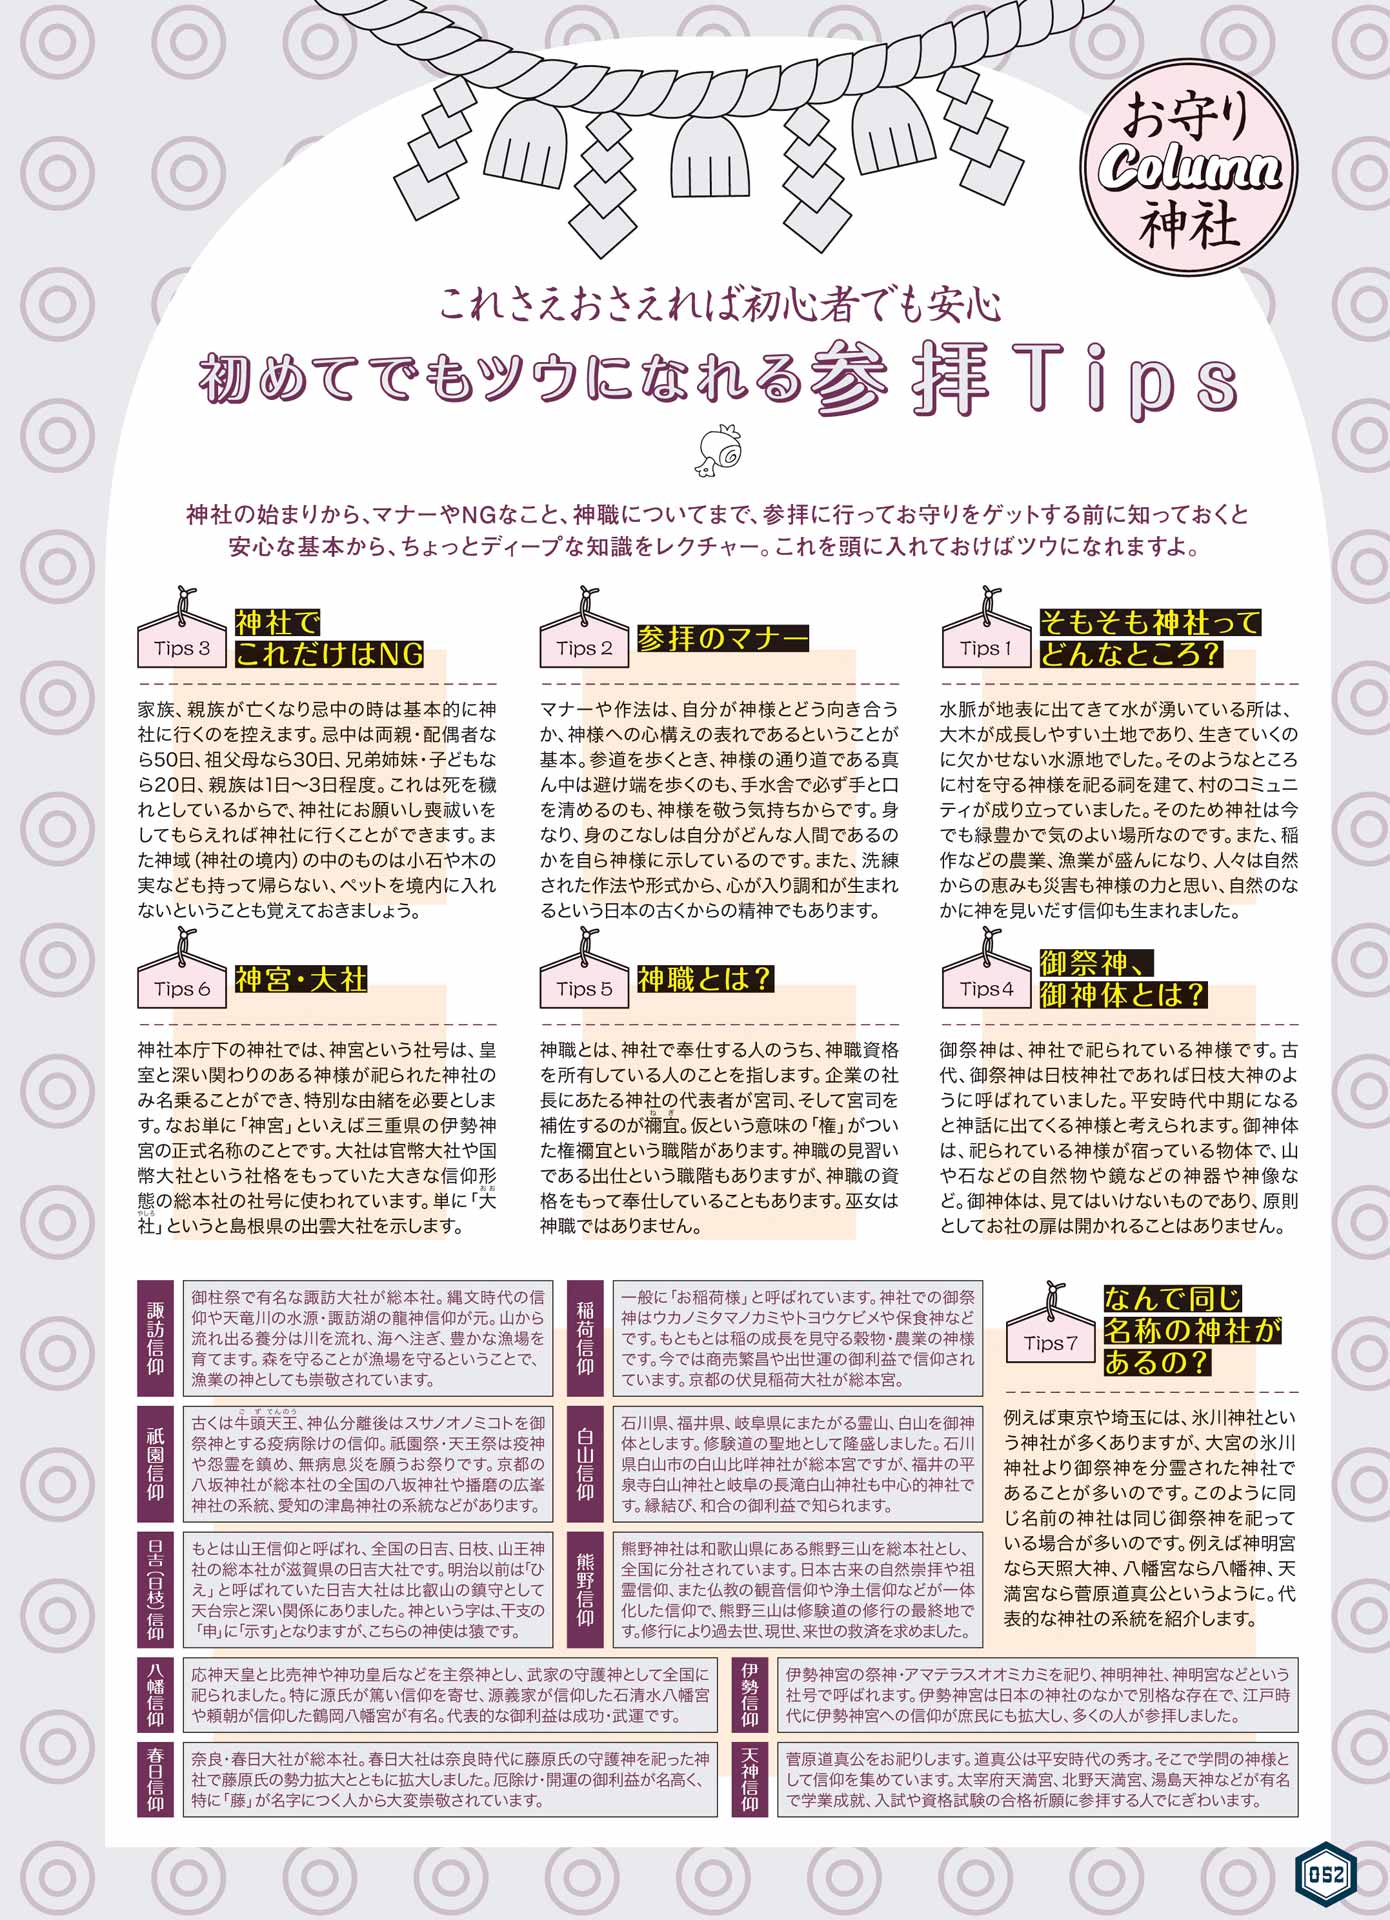 お守り
Column
神社
これさえおさえれば初心者でも安心
初めてでもツウになれる参拝Tips
神社の始まりから、マナーやNGなこと、神職についてまで、参拝に行ってお守りをゲットする前に知っておくと
安心な基本から、ちょっとディープな知識をレクチャー。これを頭に入れておけばツウになれますよ。
Tips 1
そもそも神社って
どんなところ？
水脈が地表に出てきて水が湧いている所は、
大木が成長しやすい土地であり、生きていくの
に欠かせない水源地でした。そのようなところ
に村を守る神様を祀る祠を建て、村のコミュニ
ティが成り立っていました。そのため神社は今
でも緑豊かで気のよい場所なのです。また、稲
作などの農業、漁業が盛んになり、人々は自然
からの恵みも災害も神様の力と思い、自然のな
かに神を見いだす信仰も生まれました。
Tips 2
参拝のマナー
マナーや作法は、自分が神様とどう向き合う
か、神様への心構えの表れであるということが
基本。参道を歩くとき、神様の通り道である真
ん中は避け端を歩くのも、手水舎で必ず手と口
を清めるのも、神様を敬う気持ちからです。身
なり、身のこなしは自分がどんな人間であるの
かを自ら神様に示しているのです。また、洗練
された作法や形式から、心が入り調和が生まれ
るという日本の古くからの精神でもあります。
Tips 3
神社で
これだけはNG
家族、親族が亡くなり忌中の時は基本的に神
社に行くのを控えます。忌中は両親・配偶者な
ら50日、祖父母なら30日、兄弟姉妹・子どもな
ら20日、親族は1日〜3日程度。これは死を穢
れとしているからで、神社にお願いし喪祓いを
してもらえれば神社に行くことができます。ま
た神域（神社の境内）の中のものは小石や木の
実なども持って帰らない、ペットを境内に入れ
ないということも覚えておきましょう。
Tips4
御祭神、
御神体とは？
御祭神は、神社で祀られている神様です。古
代、御祭神は日枝神社であれば日枝大神のよ
うに呼ばれていました。平安時代中期になる
と神話に出てくる神様と考えられます。御神体
は、祀られている神様が宿っている物体で、山
や石などの自然物や鏡などの神器や神像な
ど。御神体は、見てはいけないものであり、原則
としてお社の扉は開かれることはありません。
Tips 5
神職とは？
神職とは、神社で奉仕する人のうち、神職資格
を所有している人のことを指します。企業の社
長にあたる神社の代表者が宮司、そして宮司を
ねぎ
補佐するのが禰宜。仮という意味の「権」がつい
た権禰宜という職階があります。神職の見習い
である出仕という職階もありますが、神職の資
格をもって奉仕していることもあります。巫女は
神職ではありません。
Tips 6
神宮・大社
神社本庁下の神社では、神宮という社号は、皇
室と深い関わりのある神様が祀られた神社の
み名乗ることができ、特別な由緒を必要としま
す。なお単に「神宮」といえば三重県の伊勢神
宮の正式名称のことです。大社は官幣大社や国
幣大社という社格をもっていた大きな信仰形
おお
態の総本社の社号に使われています。単に「大
やしろ
社」というと島根県の出雲大社を示します。
Tips7
なんで同じ
名称の神社が
あるの？
例えば東京や埼玉には、氷川神社とい
う神社が多くありますが、大宮の氷川
神社より御祭神を分霊された神社で
あることが多いのです。このように同
じ名前の神社は同じ御祭神を祀って
いる場合が多いのです。例えば神明宮
なら天照大神、八幡宮なら八幡神、天
満宮なら菅原道真公というように。代
表的な神社の系統を紹介します。
稲荷信仰
一般に「お稲荷様」と呼ばれています。神社での御祭
神はウカノミタマノカミやトヨウケビメや保食神など
です。もともとは稲の成長を見守る穀物・農業の神様
です。今では商売繁昌や出世運の御利益で信仰され
ています。京都の伏見稲荷大社が総本宮。
白山信仰
石川県、福井県、岐阜県にまたがる霊山、白山を御神
体とします。修験道の聖地として隆盛しました。石川
県白山市の白山比咩神社が総本宮ですが、福井の平
泉寺白山神社と岐阜の長滝白山神社も中心的神社で
す。縁結び、和合の御利益で知られます。
熊野信仰
熊野神社は和歌山県にある熊野三山を総本社とし、
全国に分社されています。日本古来の自然崇拝や祖
霊信仰、また仏教の観音信仰や浄土信仰などが一体
化した信仰で、熊野三山は修験道の修行の最終地で
す。修行により過去世、現世、来世の救済を求めました。
諏訪信仰
御柱祭で有名な諏訪大社が総本社。縄文時代の信
仰や天竜川の水源・諏訪湖の龍神信仰が元。山から
流れ出る養分は川を流れ、海へ注ぎ、豊かな漁場を
育てます。森を守ることが漁場を守るということで、
漁業の神としても崇敬されています。
祇園信仰
ごずてんのう
古くは牛頭天王、神仏分離後はスサノオノミコトを御
祭神とする疫病除けの信仰。祇園祭・天王祭は疫神
や怨霊を鎮め、無病息災を願うお祭りです。京都の
八坂神社が総本社の全国の八坂神社や播磨の広峯
神社の系統、愛知の津島神社の系統などがあります。
日吉（日枝）信仰
もとは山王信仰と呼ばれ、全国の日吉、日枝、山王神
社の総本社が滋賀県の日吉大社です。明治以前は「ひ
え」と呼ばれていた日吉大社は比叡山の鎮守として
天台宗と深い関係にありました。神という字は、干支の
「申」に「示す」となりますが、こちらの神使は猿です。
伊勢信仰
伊勢神宮の祭神・アマテラスオオミカミを祀り、神明神社、神明宮などという
社号で呼ばれます。伊勢神宮は日本の神社のなかで別格な存在で、江戸時
代に伊勢神宮への信仰が庶民にも拡大し、多くの人が参拝しました。
八幡信仰
応神天皇と比売神や神功皇后などを主祭神とし、武家の守護神として全国に
祀られました。特に源氏が篤い信仰を寄せ、源義家が信仰した石清水八幡宮
や頼朝が信仰した鶴岡八幡宮が有名。代表的な御利益は成功・武運です。
天神信仰
菅原道真公をお祀りします。道真公は平安時代の秀才。そこで学問の神様と
して信仰を集めています。太宰府天満宮、北野天満宮、湯島天神などが有名
で学業成就、入試や資格試験の合格祈願に参拝する人でにぎわいます。
春日信仰
奈良・春日大社が総本社。春日大社は奈良時代に藤原氏の守護神を祀った神
社で藤原氏の勢力拡大とともに拡大しました。厄除け・開運の御利益が名高く、
特に「藤」が名字につく人から大変崇敬されています。
052